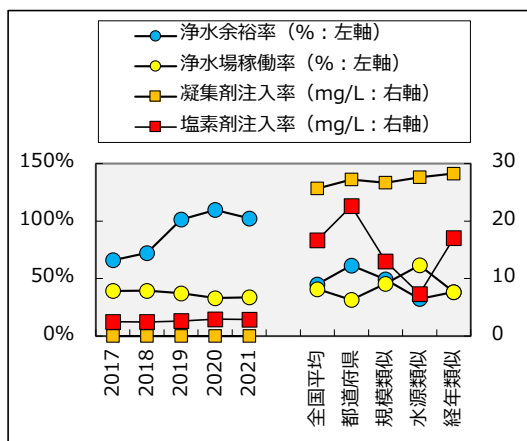 浄水余裕率（%：左軸）
浄水場稼働率（%：左軸）
凝集剤注入率（mg/L：右軸）
塩素剤注入率（mg/L：右軸）
150%
100%
50%
0%
30
20
10
0
2017
2018
2019
2020
2021
全国平均
都道府県
規模類似
水源類似
経年類似